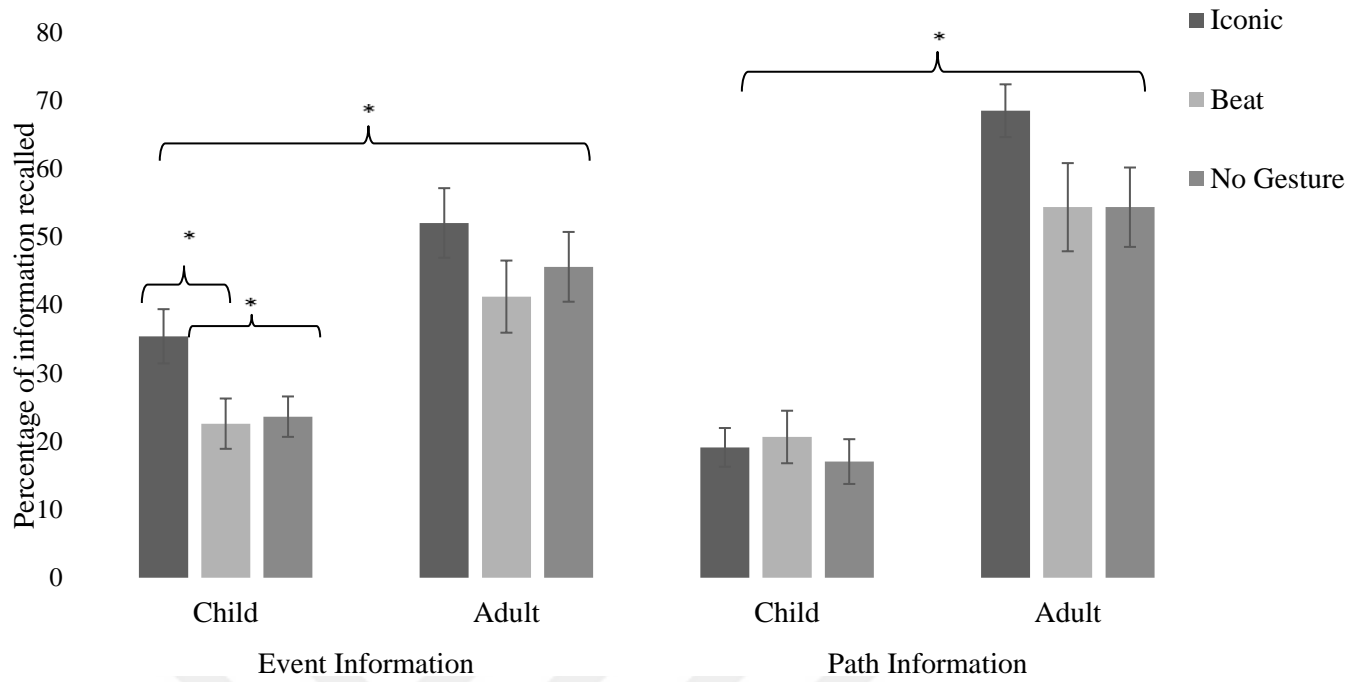 Percentage of information recalled
80
70
60
50
40
30
20
10
0
*
*
*
*
Iconic
Beat
No Gesture
Child
Adult
Child
Adult
Event Information
Path Information